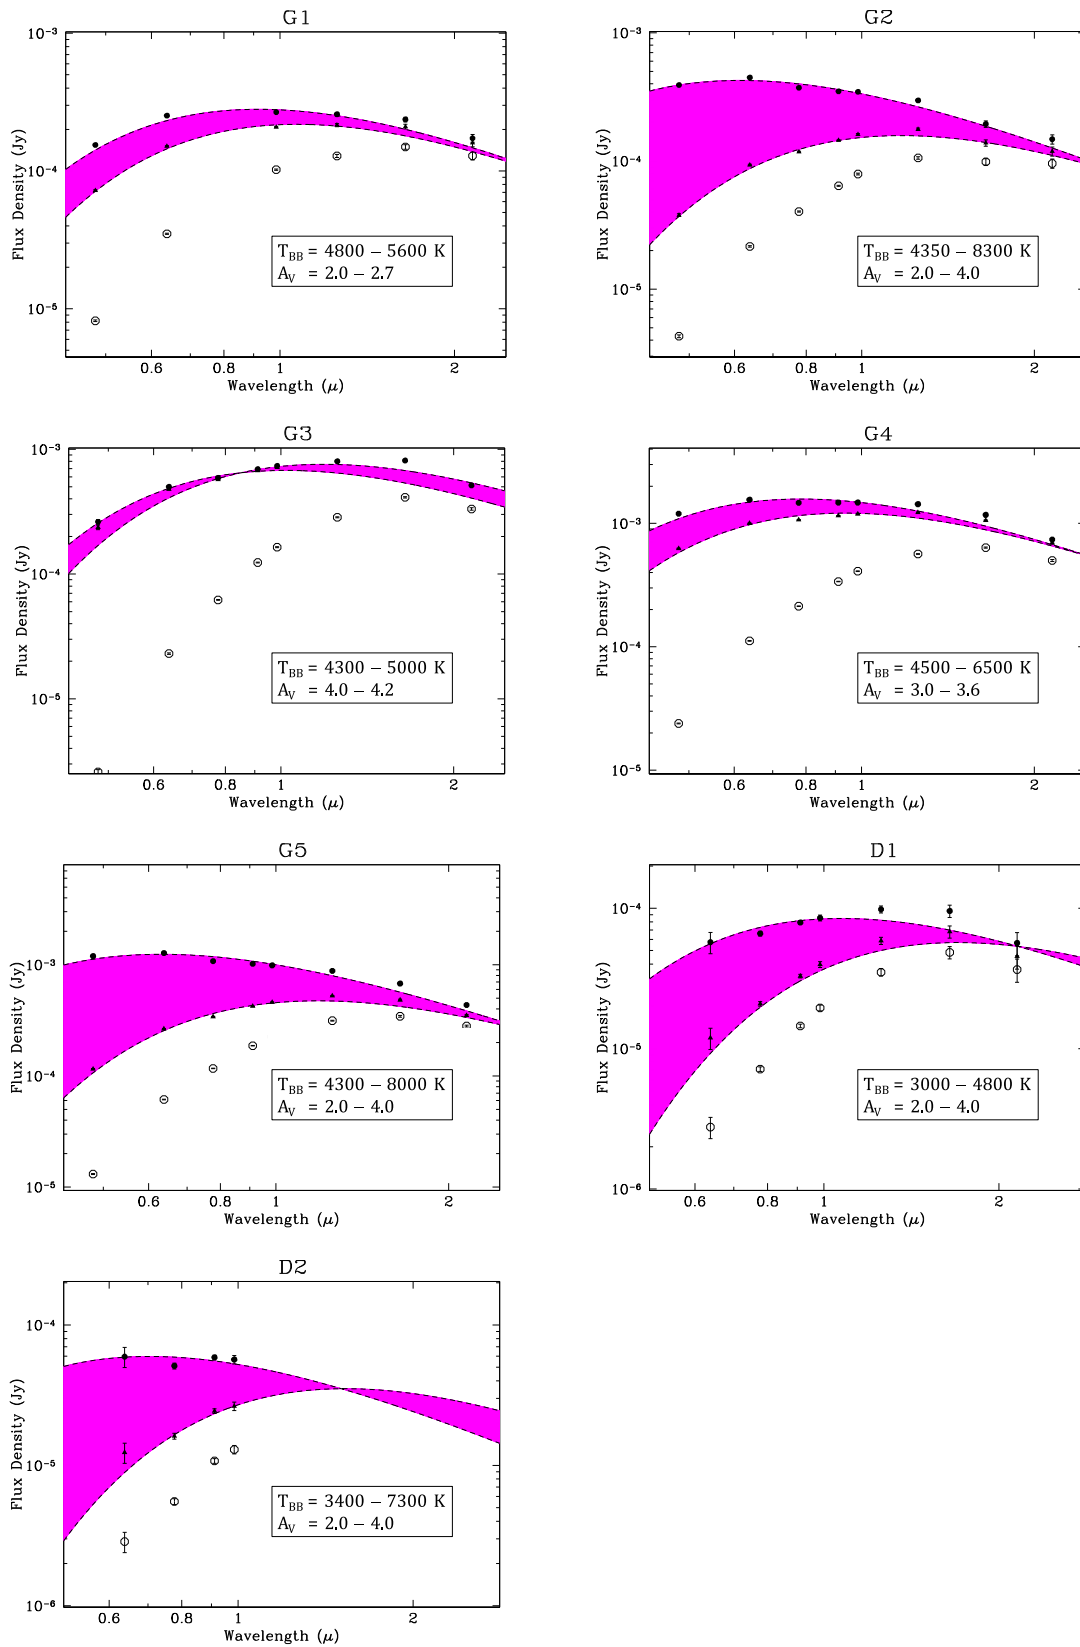 G1
10⁻³
10⁻⁴
10⁻⁵
Flux Density (Jy)
T_BB = 4800 – 5600 K
A_V = 2.0 – 2.7
0.6 0.8 1 2
Wavelength (μ)
G2
10⁻³
10⁻⁴
10⁻⁵
Flux Density (Jy)
T_BB = 4350 – 8300 K
A_V = 2.0 – 4.0
0.6 0.8 1 2
Wavelength (μ)
G3
10⁻³
10⁻⁴
10⁻⁵
Flux Density (Jy)
T_BB = 4300 – 5000 K
A_V = 4.0 – 4.2
0.6 0.8 1 2
Wavelength (μ)
G4
10⁻³
10⁻⁴
10⁻⁵
Flux Density (Jy)
T_BB = 4500 – 6500 K
A_V = 3.0 – 3.6
0.6 0.8 1 2
Wavelength (μ)
G5
10⁻³
10⁻⁴
10⁻⁵
Flux Density (Jy)
T_BB = 4300 – 8000 K
A_V = 2.0 – 4.0
0.6 0.8 1 2
Wavelength (μ)
D1
10⁻⁴
10⁻⁵
10⁻⁶
Flux Density (Jy)
T_BB = 3000 – 4800 K
A_V = 2.0 – 4.0
0.6 0.8 1 2
Wavelength (μ)
D2
10⁻⁴
10⁻⁵
10⁻⁶
Flux Density (Jy)
T_BB = 3400 – 7300 K
A_V = 2.0 – 4.0
0.6 0.8 1 2
Wavelength (μ)